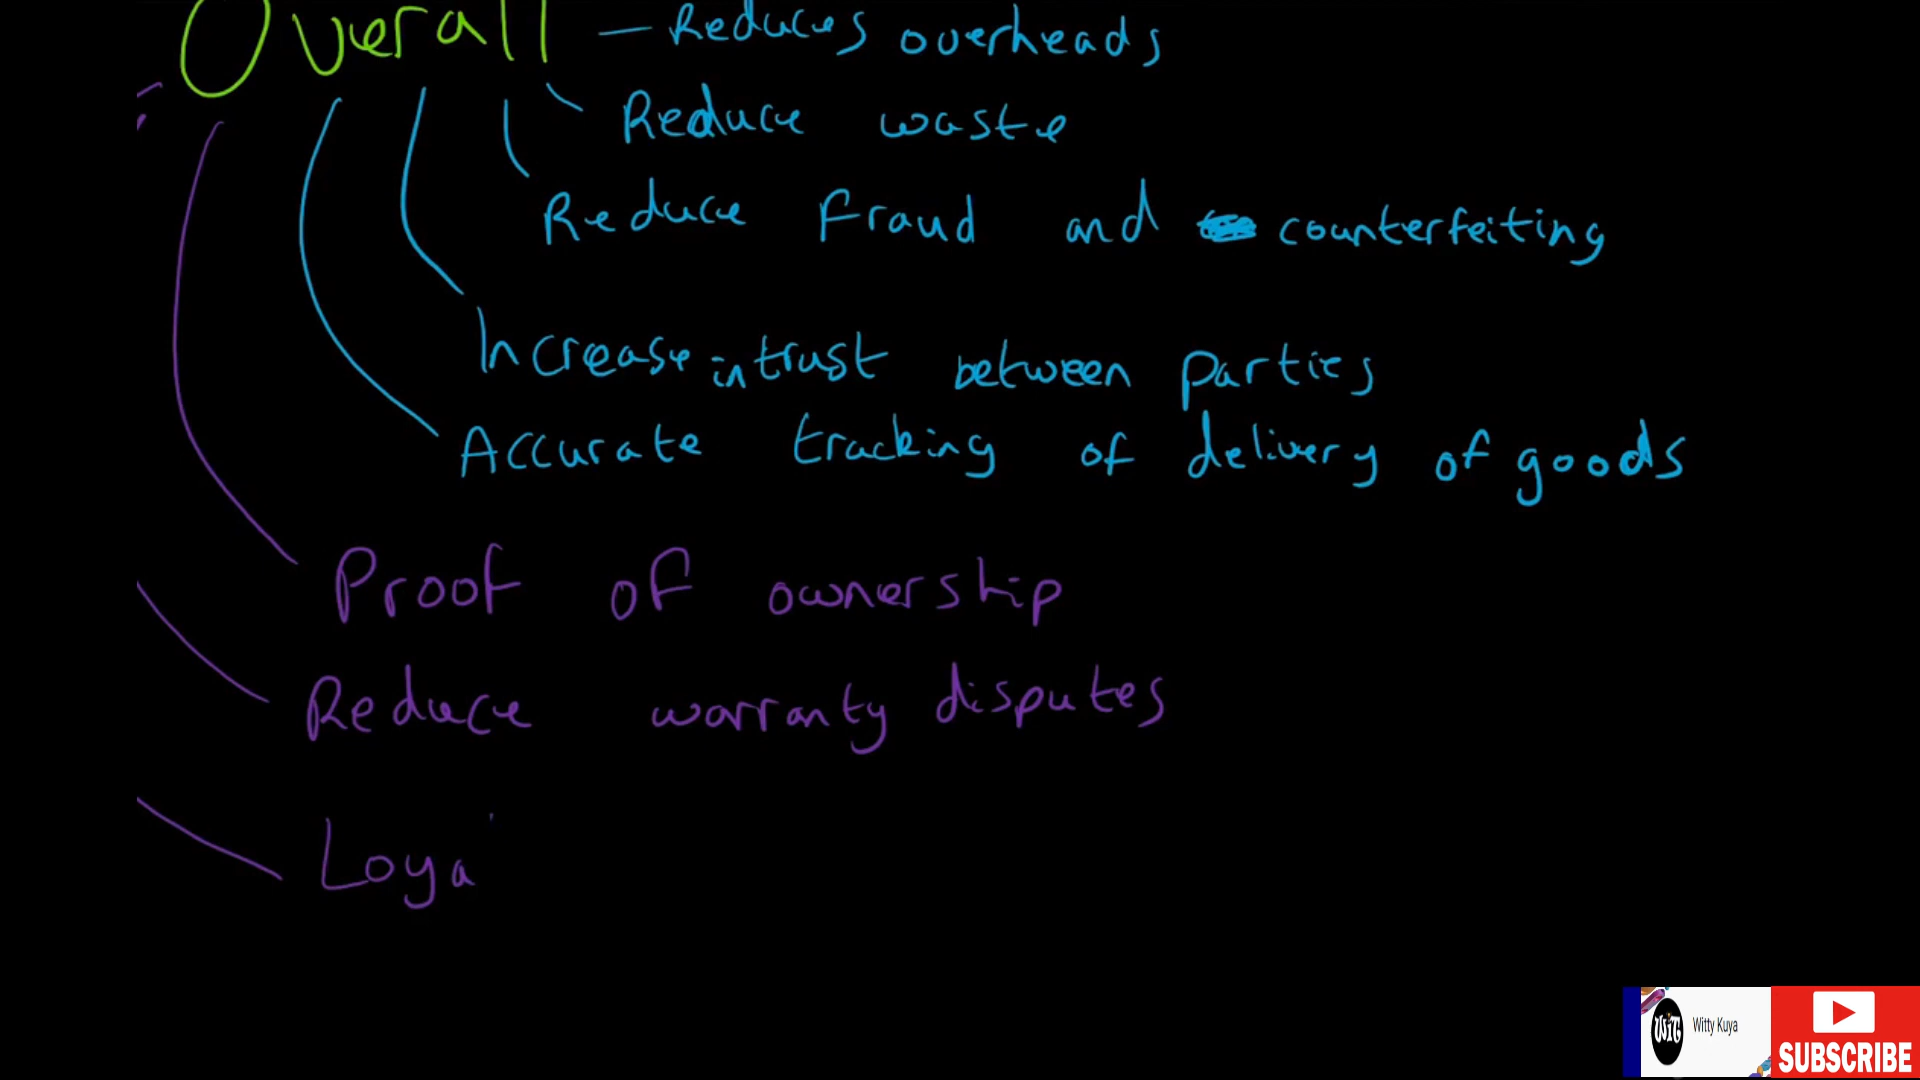 Overall – Reduces overheads
Reduce waste
Reduce fraud and counterfeiting
Increase in trust between parties
Accurate tracking of delivery of goods
Proof of ownership
Reduce warranty disputes
Loya
Witty Kuya
SUBSCRIBE